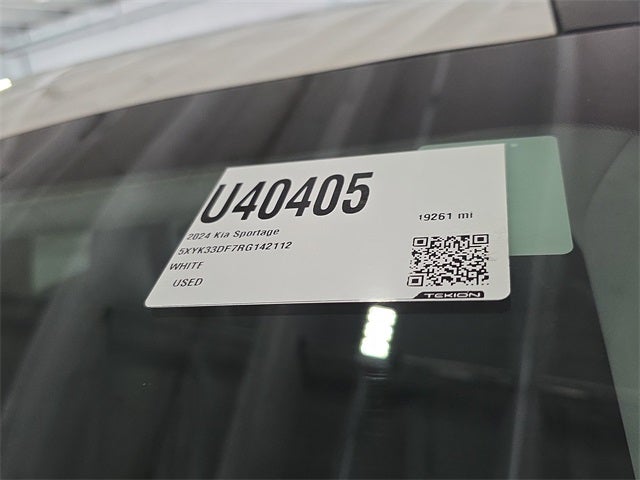 U40405
19261 mi
2024 Kia Sportage
5XYK33DF7RG142112
WHITE
USED
TEKION